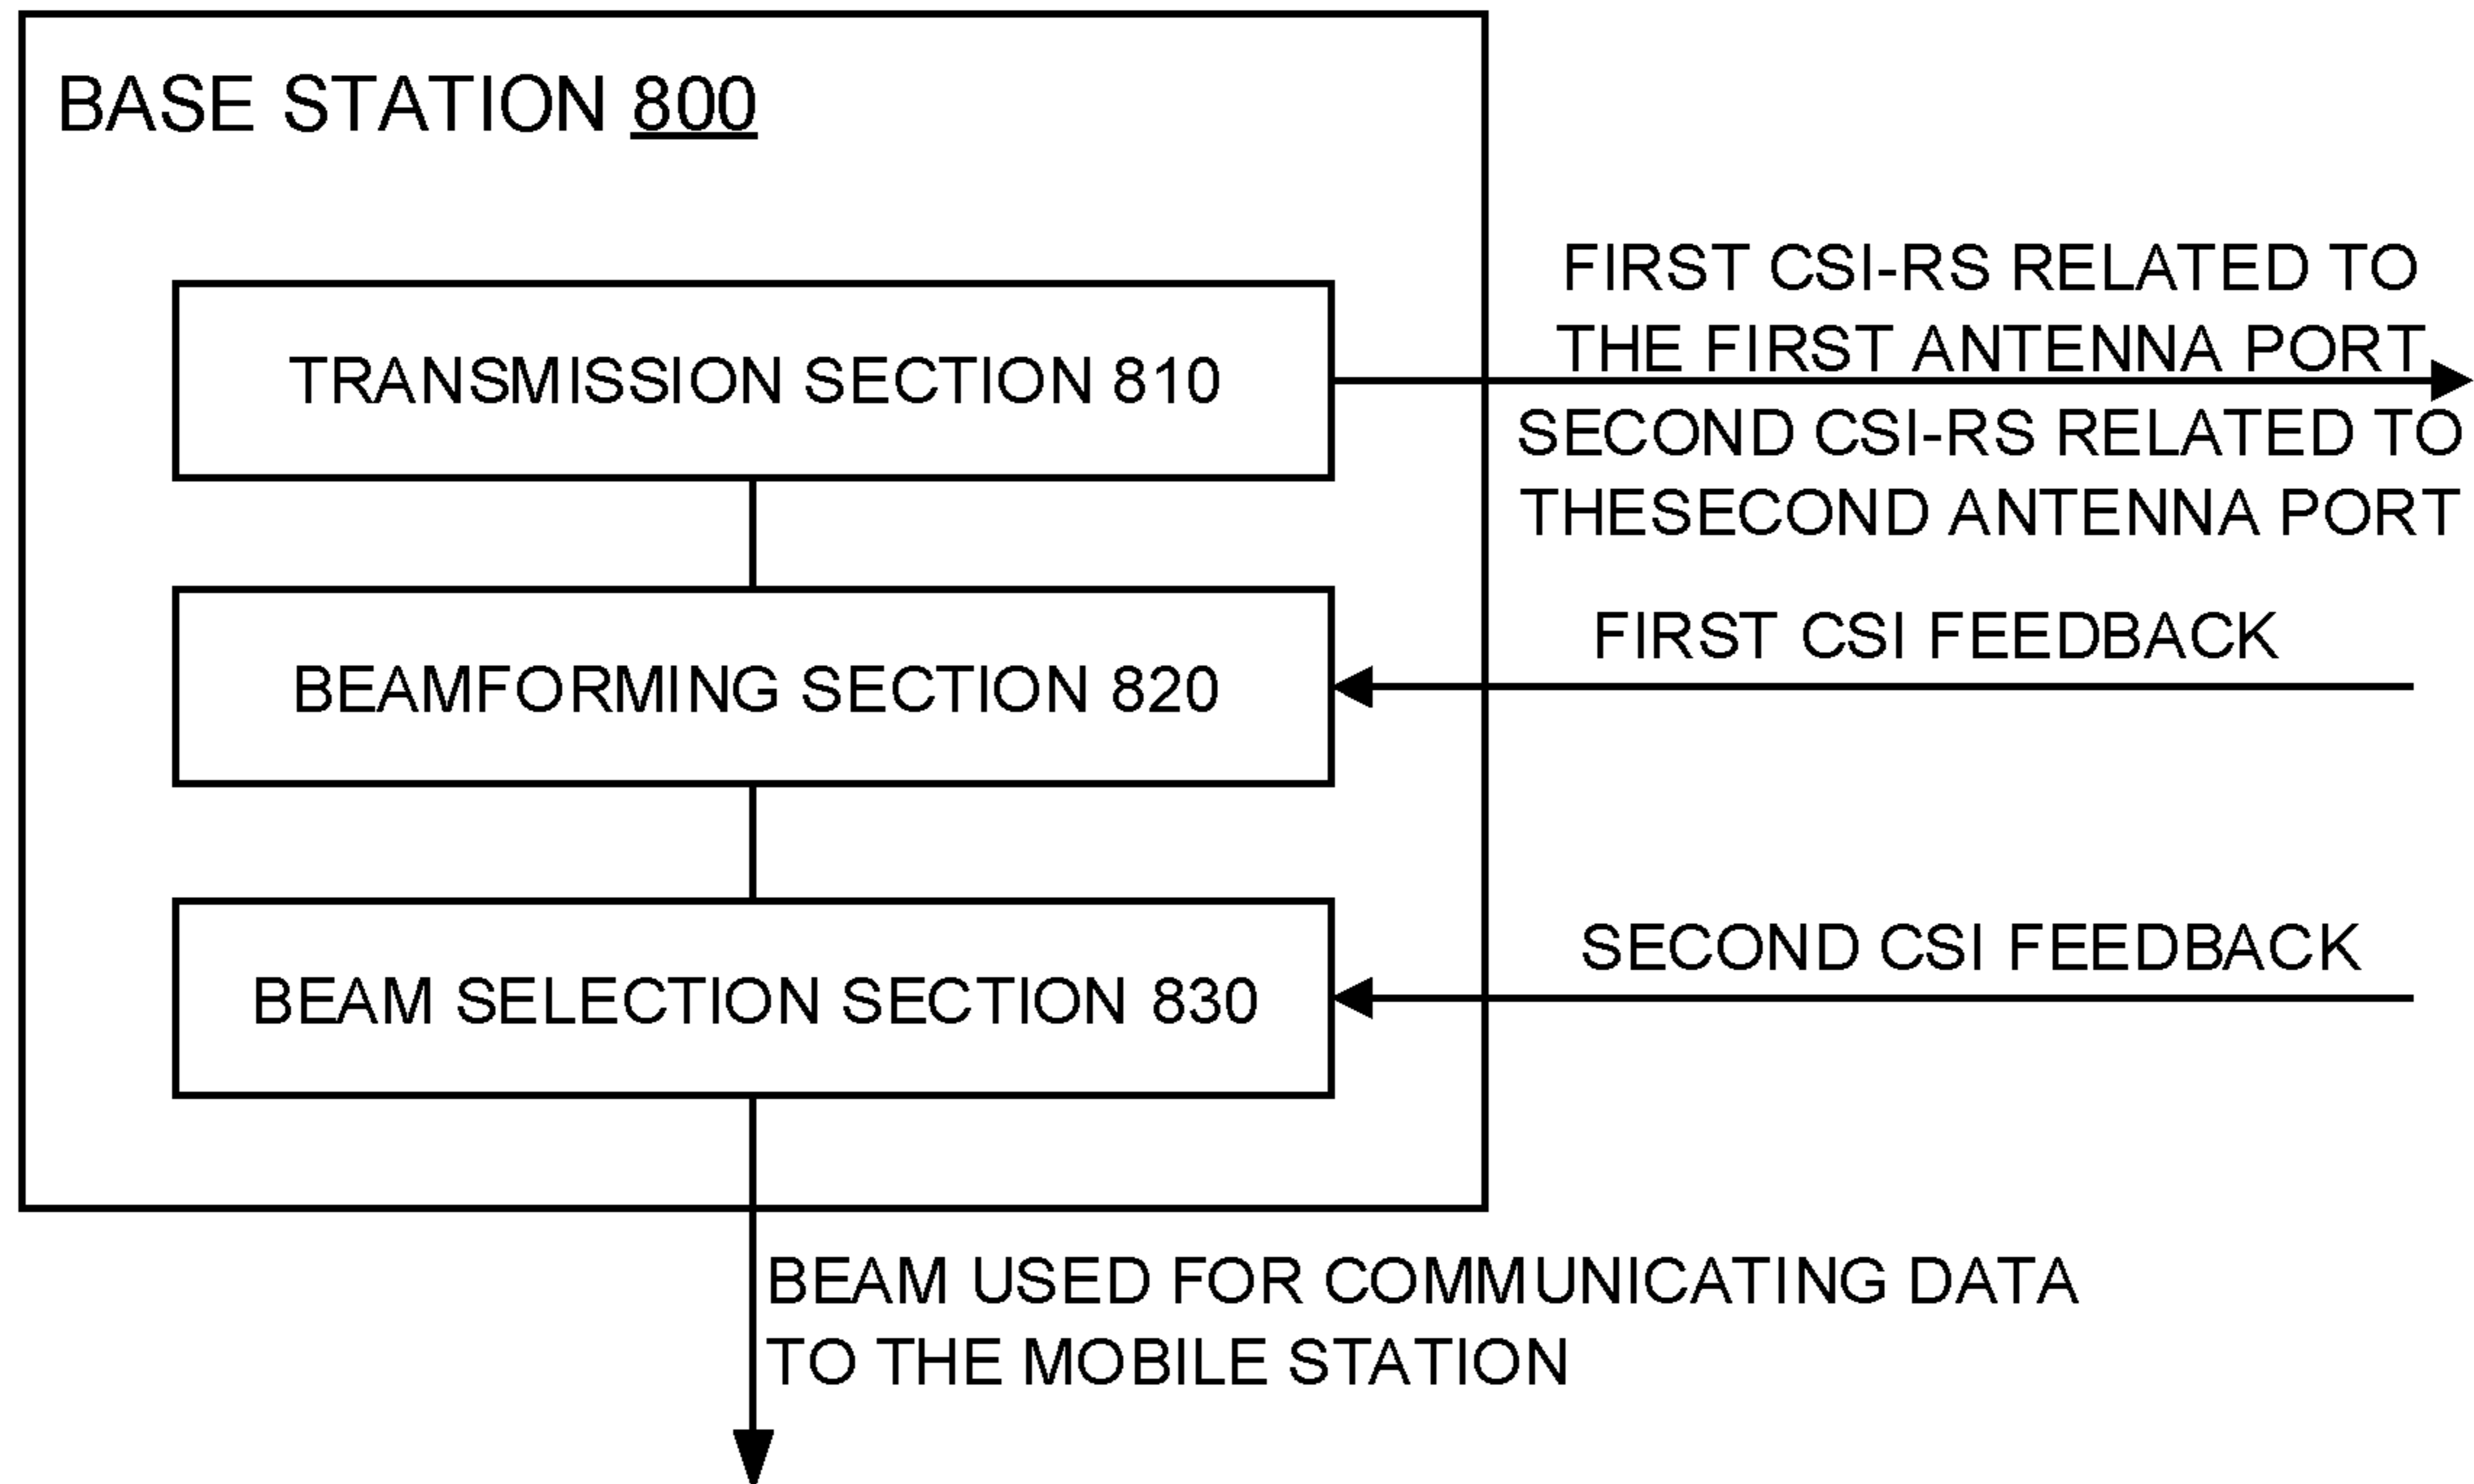 BASE STATION 800
TRANSMISSION SECTION 810
FIRST CSI-RS RELATED TO
THE FIRST ANTENNA PORT
SECOND CSI-RS RELATED TO
THESECOND ANTENNA PORT
BEAMFORMING SECTION 820
FIRST CSI FEEDBACK
BEAM SELECTION SECTION 830
SECOND CSI FEEDBACK
BEAM USED FOR COMMUNICATING DATA
TO THE MOBILE STATION